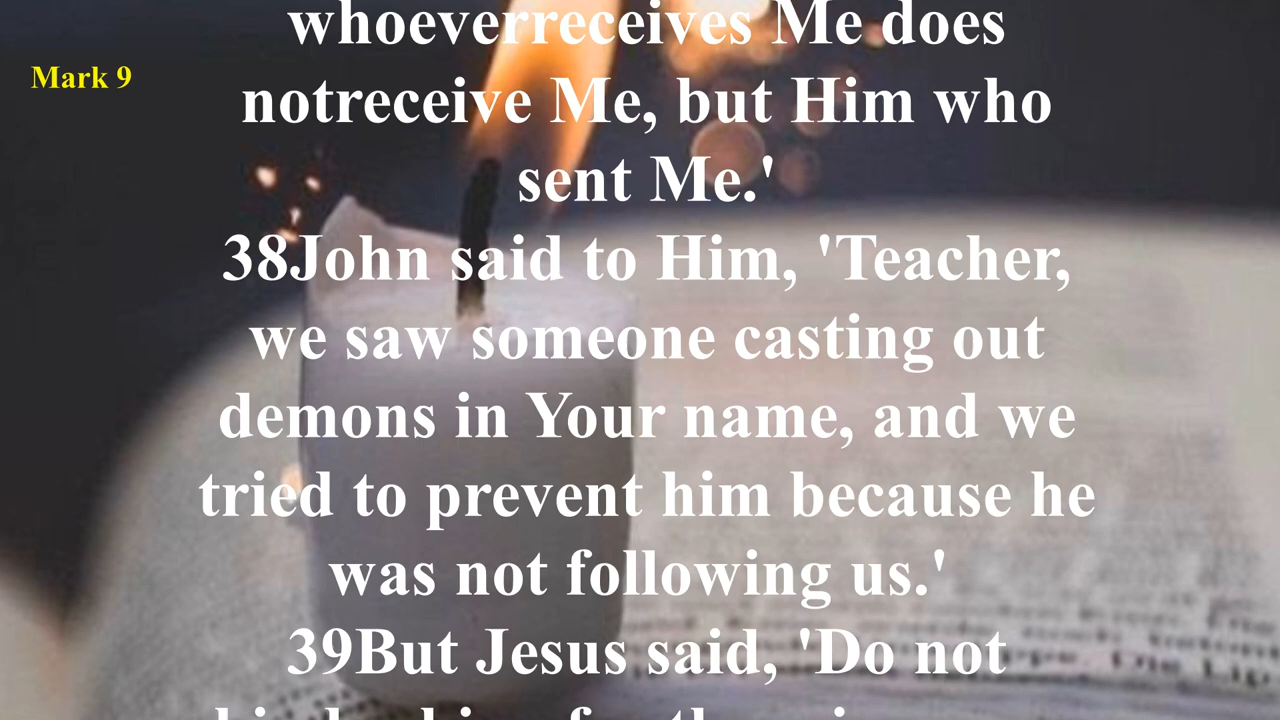 whoeverreceives Me does
Mark 9
notreceive Me, but Him who
sent Me.'
38John said to Him, 'Teacher,
we saw someone casting out
demons in Your name, and we
tried to prevent him because he
was not following us.'
39But Jesus said, 'Do not